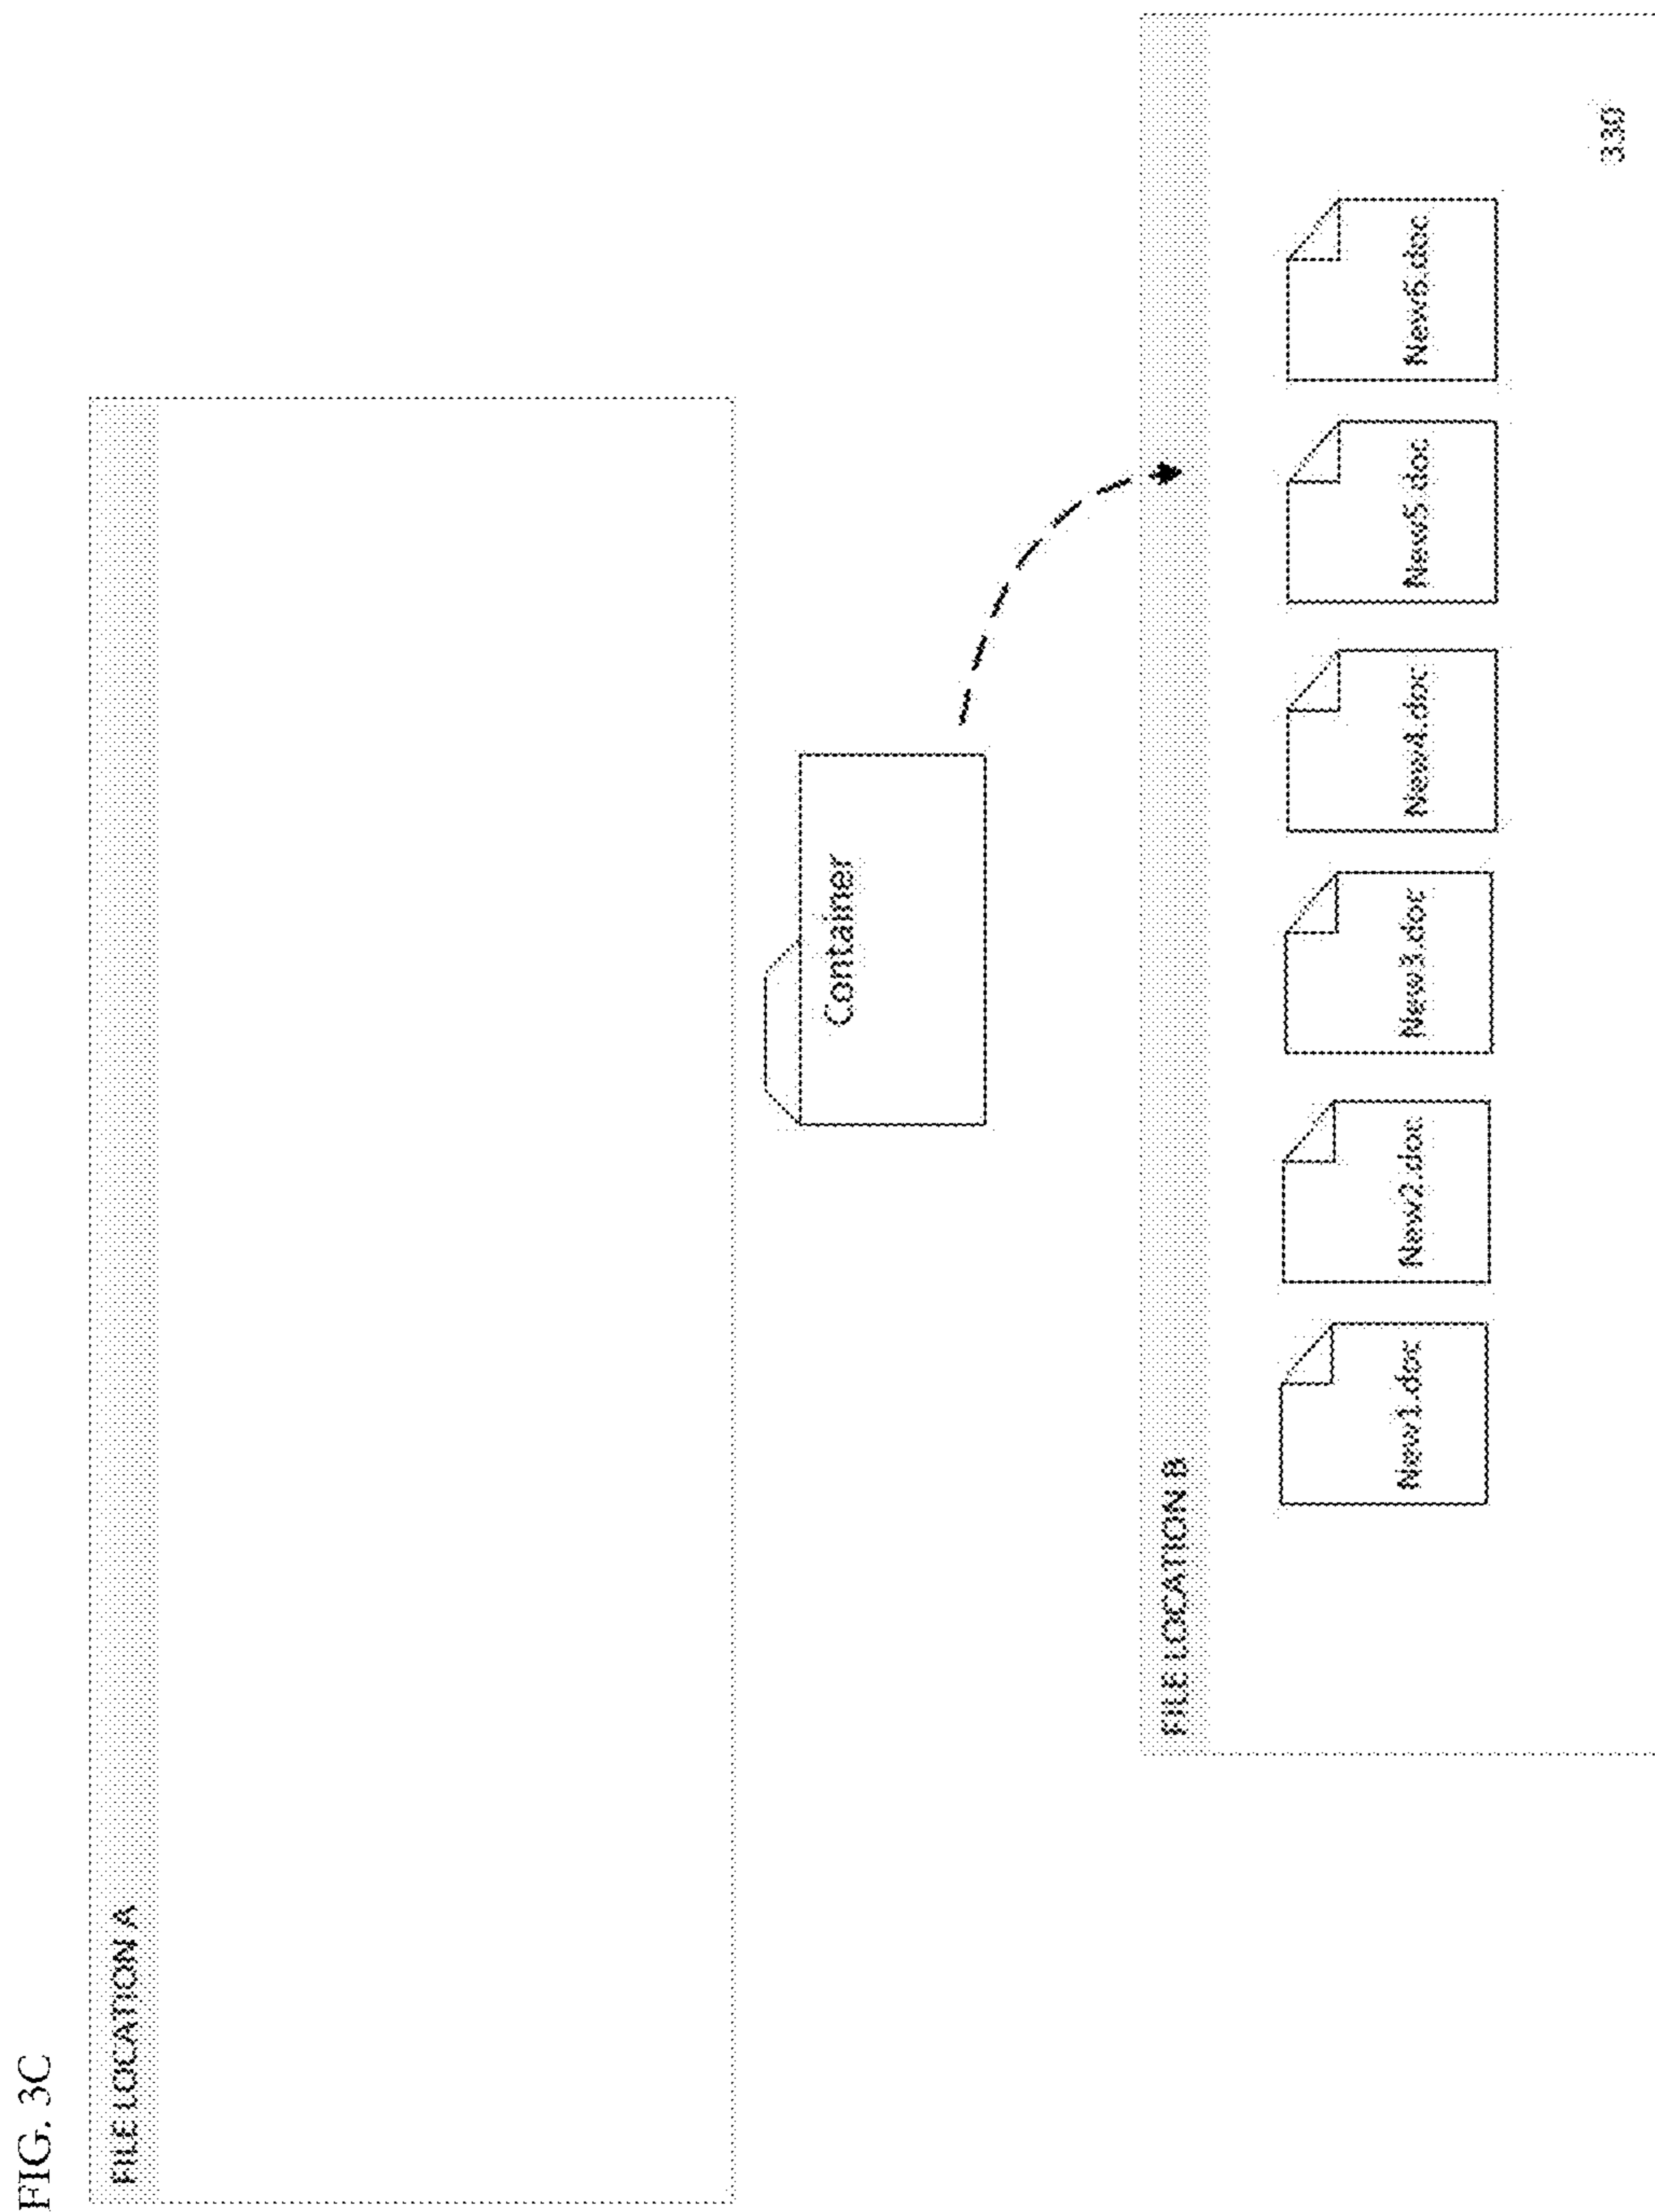 FIG. 3C
FILE LOCATION A
Container
FILE LOCATION B
New1.doc
New2.doc
New3.doc
New4.doc
New5.doc
New6.doc
330